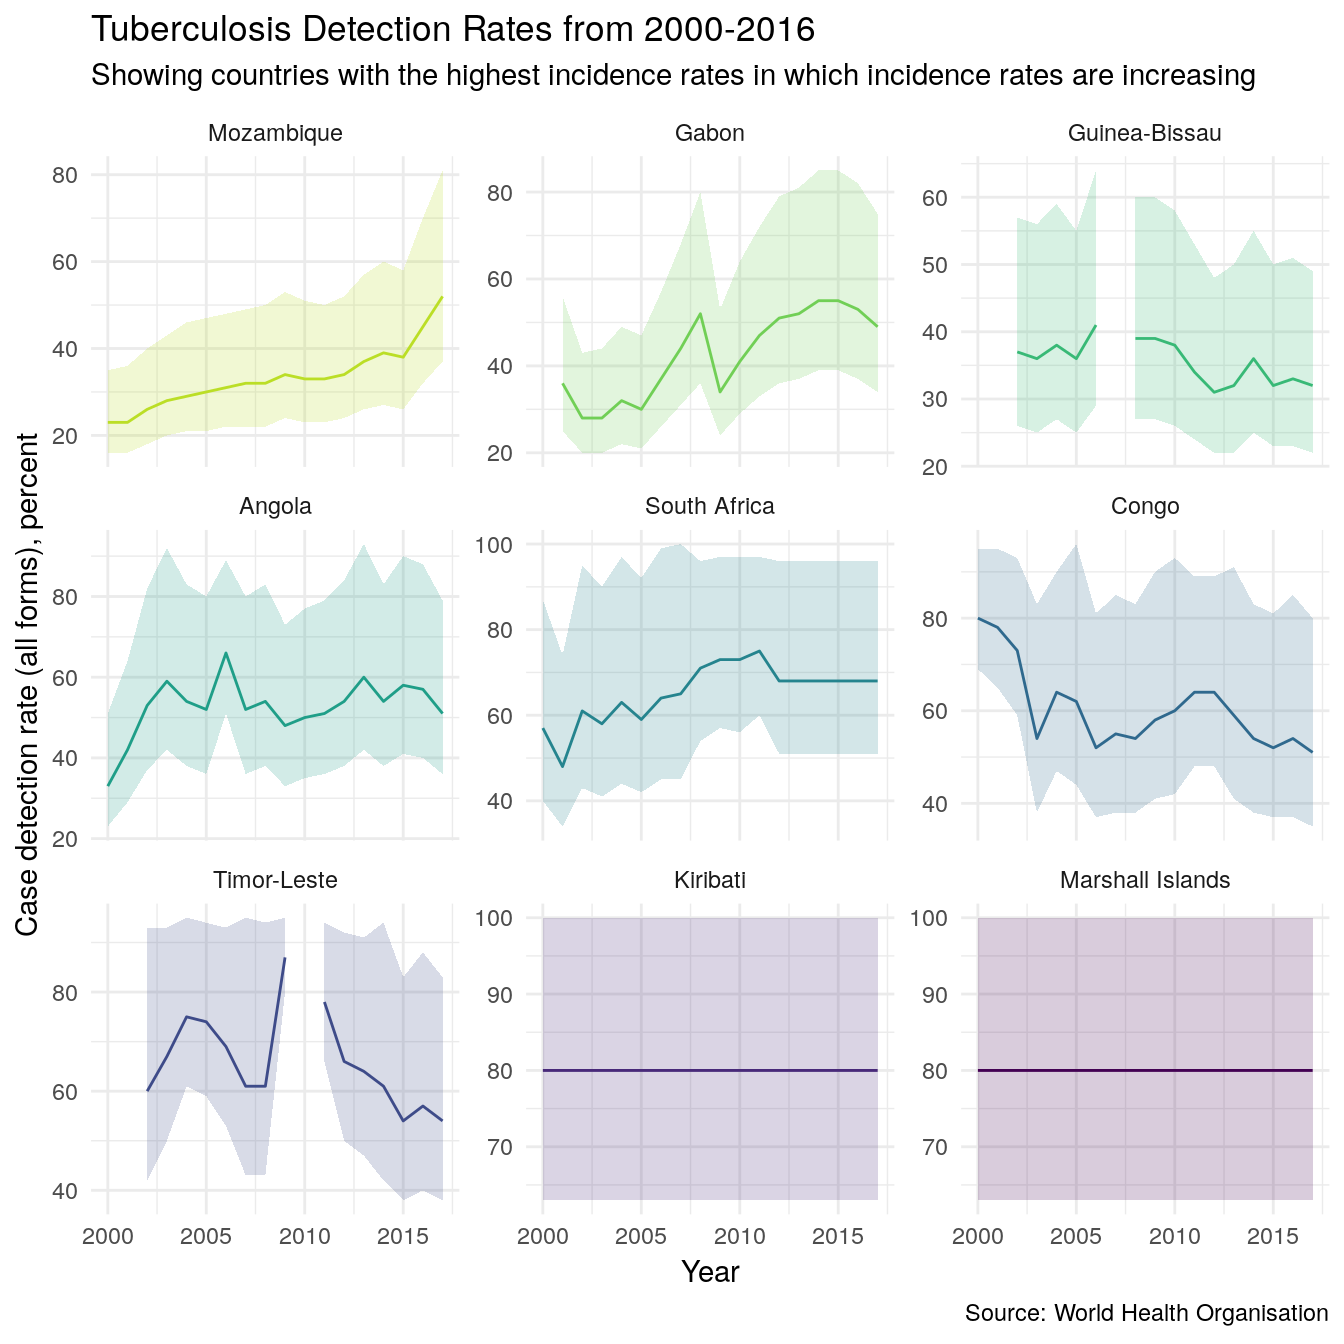 Tuberculosis Detection Rates from 2000-2016
Showing countries with the highest incidence rates in which incidence rates are increasing
Case detection rate (all forms), percent
Mozambique
80
60
40
20
Gabon
80
60
40
20
Guinea-Bissau
60
50
40
30
20
Angola
80
60
40
20
South Africa
100
80
60
40
Congo
80
60
40
Timor-Leste
80
60
40
2000 2005 2010 2015
Kiribati
100
90
80
70
2000 2005 2010 2015
Marshall Islands
100
90
80
70
2000 2005 2010 2015
Year
Source: World Health Organisation